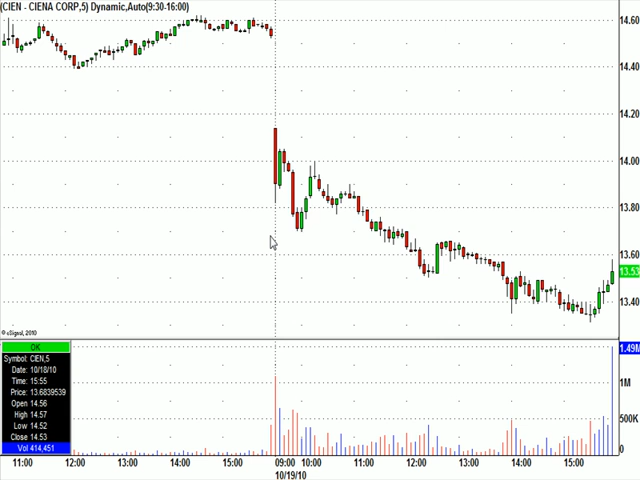 (CIEN - CIENA CORP,5) Dynamic,Auto(9:30-16:00)
14.60
14.40
14.20
14.00
13.80
13.60
13.53
13.40
© eSignal, 2010
OK
Symbol: CIEN,5
Date: 10/18/10
Time: 15:55
Price: 13.6839539
Open 14.56
High 14.57
Low 14.52
Close 14.53
Vol 414,451
1.49M
1M
500K
0
11:00 12:00 13:00 14:00 15:00 09:00 10:00 11:00 12:00 13:00 14:00 15:00
10/19/10